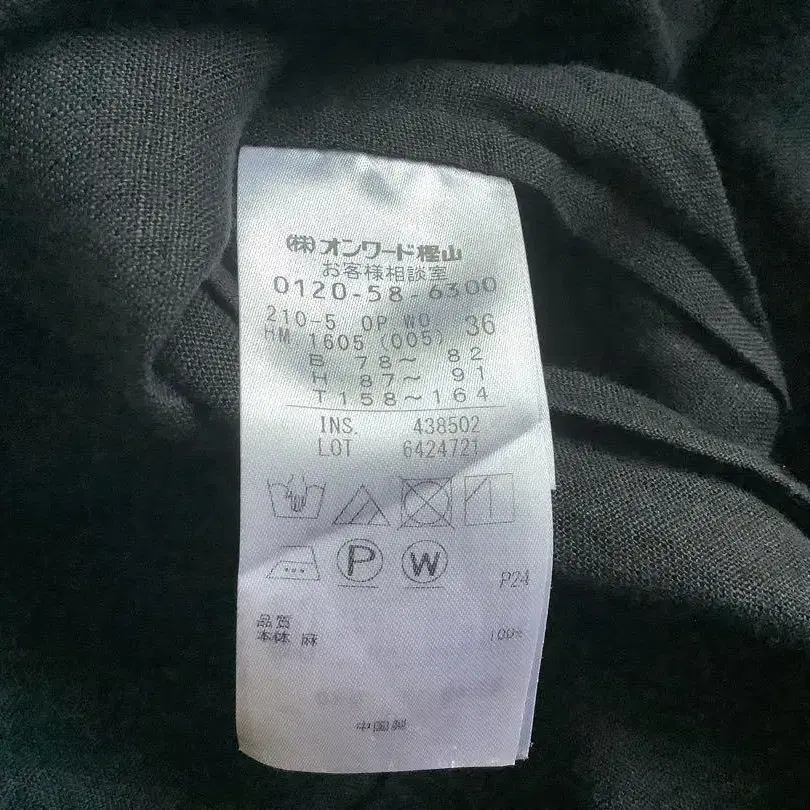 ㈱オンワード樫山
お客様相談室
0120-58-6300
210-5 OP WO 36
HM 1605 (005)
B 78～ 82
H 87～ 91
T 158～164
INS. 438502
LOT 6424721
P
W
P24
品質
本体 麻 100%
中国製